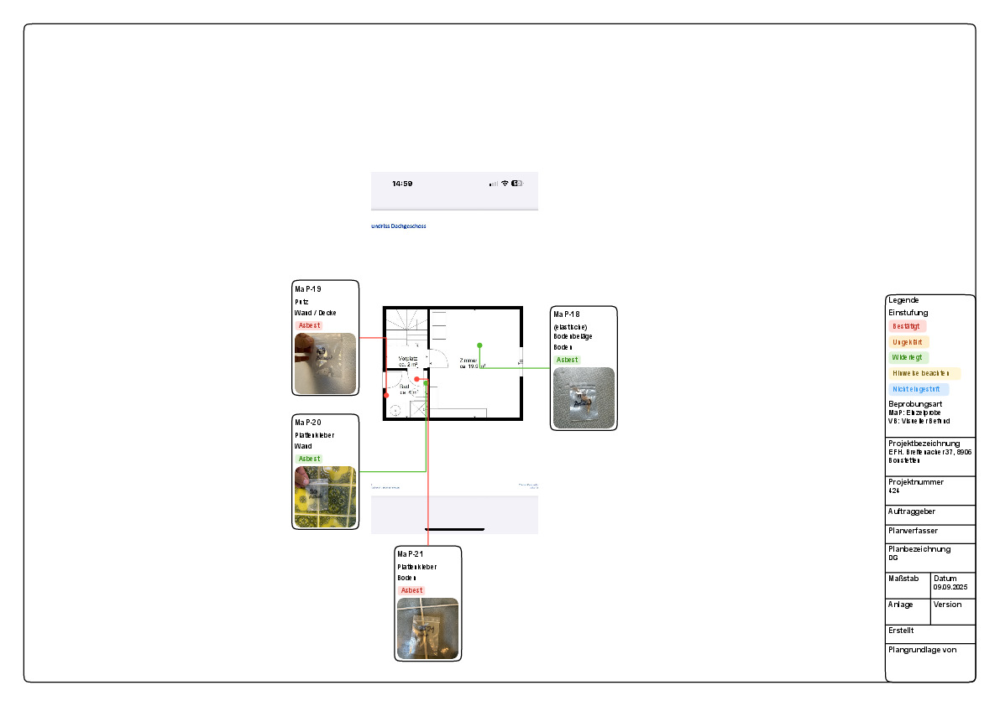 14:59
undriss Dachgeschoss
MaP-19
Putz
Wand / Decke
Asbest
MaP-18
(elastische)
Bodenbeläge
Boden
Asbest
Vorplatz
ca. 2 m²
Zimmer
ca. 19.5 m²
Bad
ca. 4 m²
MaP-20
Plattenkleber
Wand
Asbest
MaP-21
Plattenkleber
Boden
Asbest
Legende
Einstufung
Bestätigt
Ungeklärt
Widerlegt
Hinweise beachten
Nicht eingestuft
Beprobungsart
MaP: Einzelprobe
VB: Visueller Befund
Projektbezeichnung
EFH. Breitenacher 37, 8906
Bonstetten
Projektnummer
424
Auftraggeber
Planverfasser
Planbezeichnung
DG
Maßstab
Datum
09.09.2025
Anlage
Version
Erstellt
Plangrundlage von